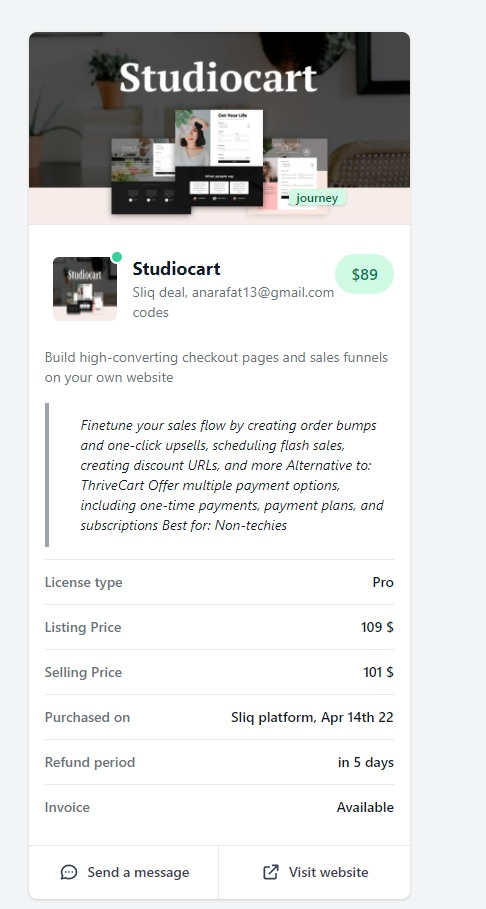 Studiocart
Get Your Life
What people say
journey
Studiocart
Studiocart
$89
Sliq deal, anarafat13@gmail.com
codes
Build high-converting checkout pages and sales funnels
on your own website
Finetune your sales flow by creating order bumps
and one-click upsells, scheduling flash sales,
creating discount URLs, and more Alternative to:
ThriveCart Offer multiple payment options,
including one-time payments, payment plans, and
subscriptions Best for: Non-techies
License type Pro
Listing Price 109 $
Selling Price 101 $
Purchased on Sliq platform, Apr 14th 22
Refund period in 5 days
Invoice Available
Send a message Visit website